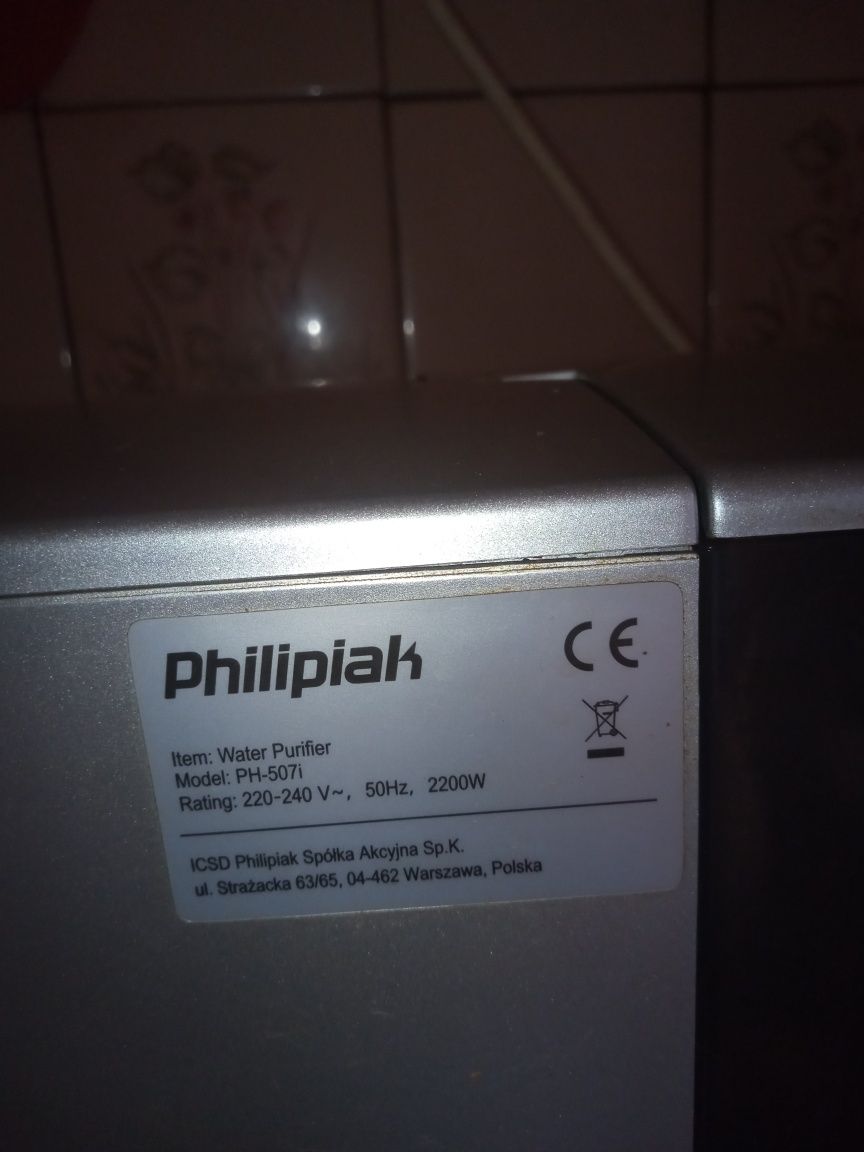 Philipiak
CE
Item: Water Purifier
Model: PH-507i
Rating: 220-240 V~, 50Hz, 2200W
ICSD Philipiak Spółka Akcyjna Sp.K.
ul. Strażacka 63/65, 04-462 Warszawa, Polska